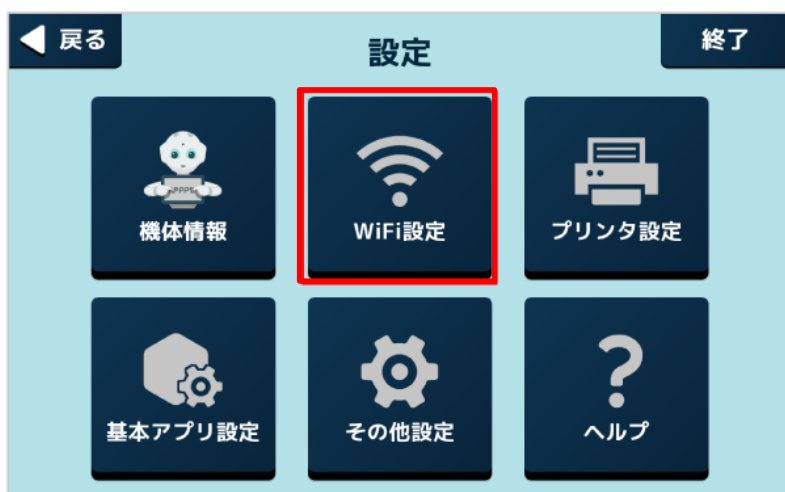 戻る
設定
終了
機体情報
WiFi設定
プリンタ設定
基本アプリ設定
その他設定
ヘルプ